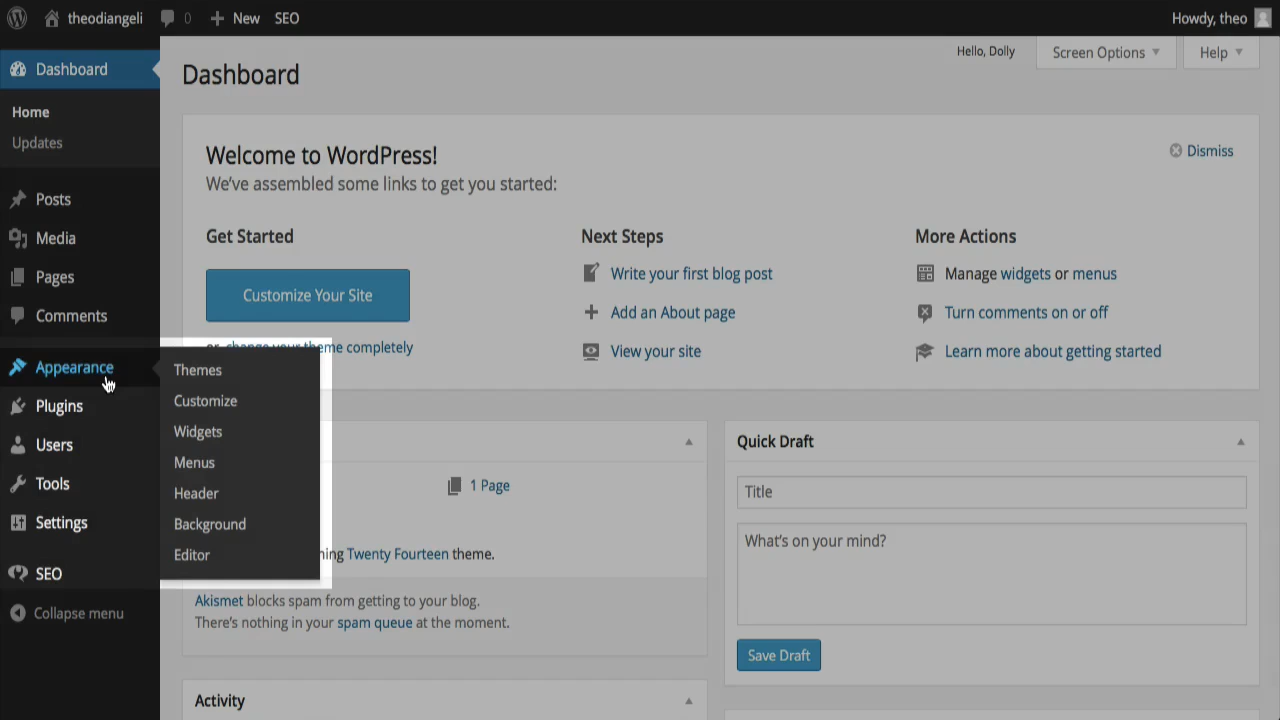 theodiangeli 0 New SEO Howdy, theo
Dashboard
Home
Updates
Posts
Media
Pages
Comments
Appearance
Plugins
Users
Tools
Settings
SEO
Collapse menu
Themes
Customize
Widgets
Menus
Header
Background
Editor
Hello, Dolly Screen Options Help
Dashboard
Welcome to WordPress!
Dismiss
We've assembled some links to get you started:
Get Started
Customize Your Site
or, change your theme completely
Next Steps
Write your first blog post
Add an About page
View your site
More Actions
Manage widgets or menus
Turn comments on or off
Learn more about getting started
1 Page
Twenty Fourteen theme.
Akismet blocks spam from getting to your blog.
There's nothing in your spam queue at the moment.
Activity
Quick Draft
Title
What's on your mind?
Save Draft